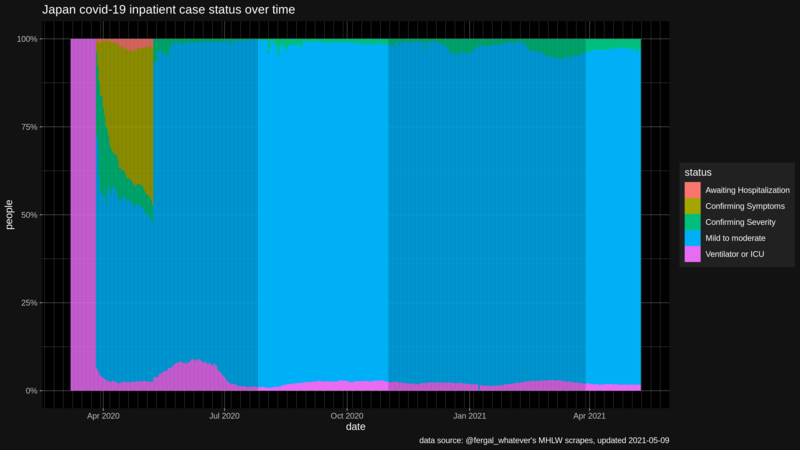 Japan covid-19 inpatient case status over time
100%
75%
50%
25%
0%
people
Apr 2020
Jul 2020
Oct 2020
Jan 2021
Apr 2021
date
status
Awaiting Hospitalization
Confirming Symptoms
Confirming Severity
Mild to moderate
Ventilator or ICU
data source: @fergal_whatever's MHLW scrapes, updated 2021-05-09